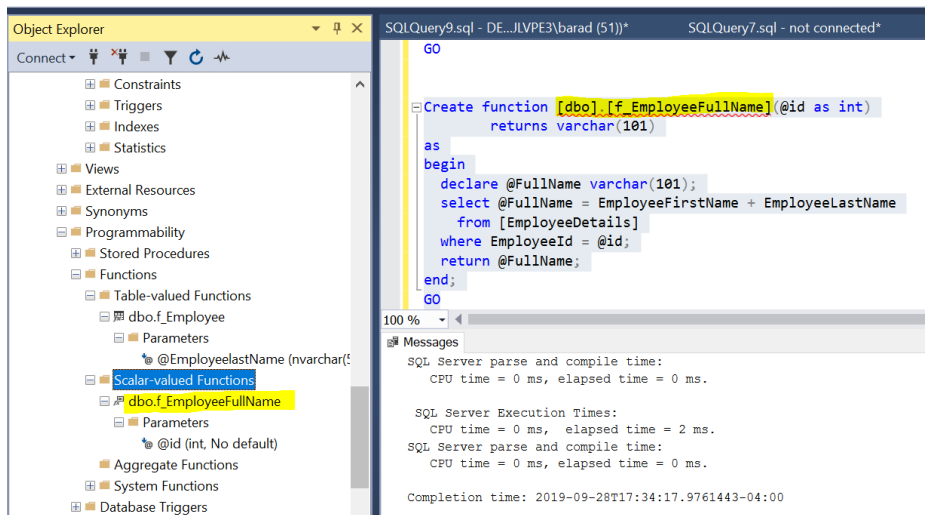 Object Explorer
Connect
Constraints
Triggers
Indexes
Statistics
Views
External Resources
Synonyms
Programmability
Stored Procedures
Functions
Table-valued Functions
dbo.f_Employee
Parameters
@EmployeelastName (nvarchar(5
Scalar-valued Functions
dbo.f_EmployeeFullName
Parameters
@id (int, No default)
Aggregate Functions
System Functions
Database Triggers
SQLQuery9.sql - DE...JLVPE3\barad (51))* SQLQuery7.sql - not connected*
GO
Create function [dbo].[f_EmployeeFullName](@id as int)
returns varchar(101)
as
begin
declare @FullName varchar(101);
select @FullName = EmployeeFirstName + EmployeeLastName
from [EmployeeDetails]
where EmployeeId = @id;
return @FullName;
end;
GO
100 %
Messages
SQL Server parse and compile time:
CPU time = 0 ms, elapsed time = 0 ms.
SQL Server Execution Times:
CPU time = 0 ms, elapsed time = 2 ms.
SQL Server parse and compile time:
CPU time = 0 ms, elapsed time = 0 ms.
Completion time: 2019-09-28T17:34:17.9761443-04:00